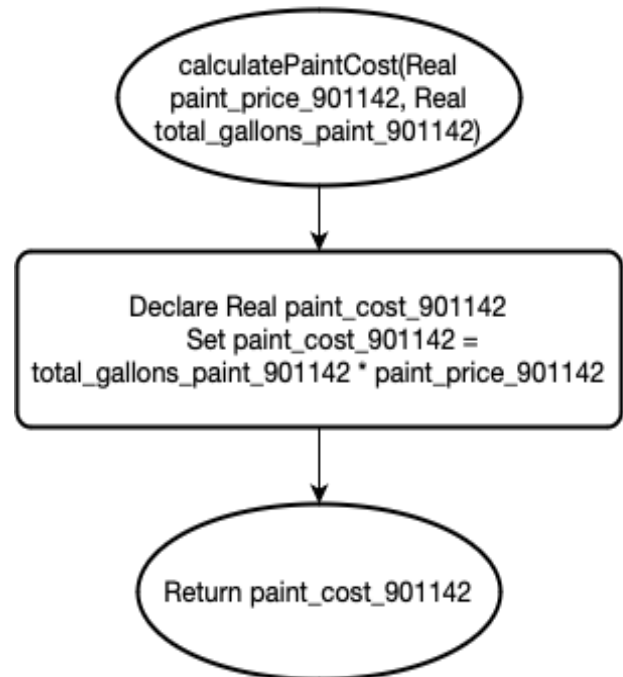 calculatePaintCost(Real
paint_price_901142, Real
total_gallons_paint_901142)
Declare Real paint_cost_901142
Set paint_cost_901142 =
total_gallons_paint_901142 * paint_price_901142
Return paint_cost_901142